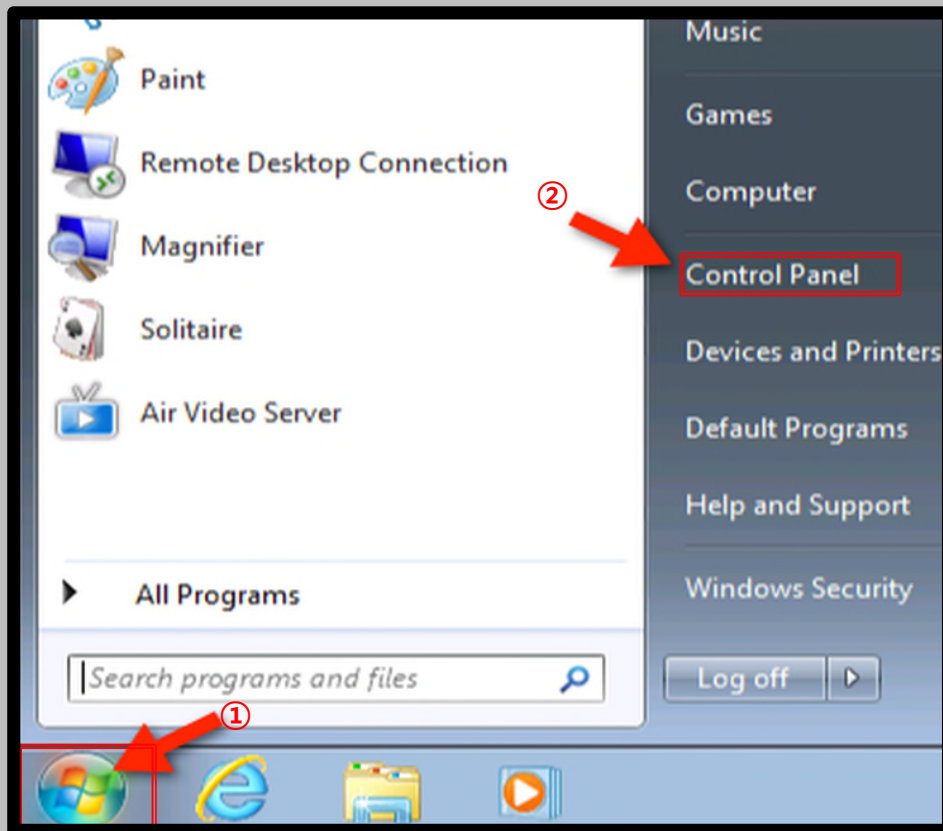 Paint
Remote Desktop Connection
Magnifier
Solitaire
Air Video Server
All Programs
Search programs and files
①
Music
Games
②
Computer
Control Panel
Devices and Printers
Default Programs
Help and Support
Windows Security
Log off